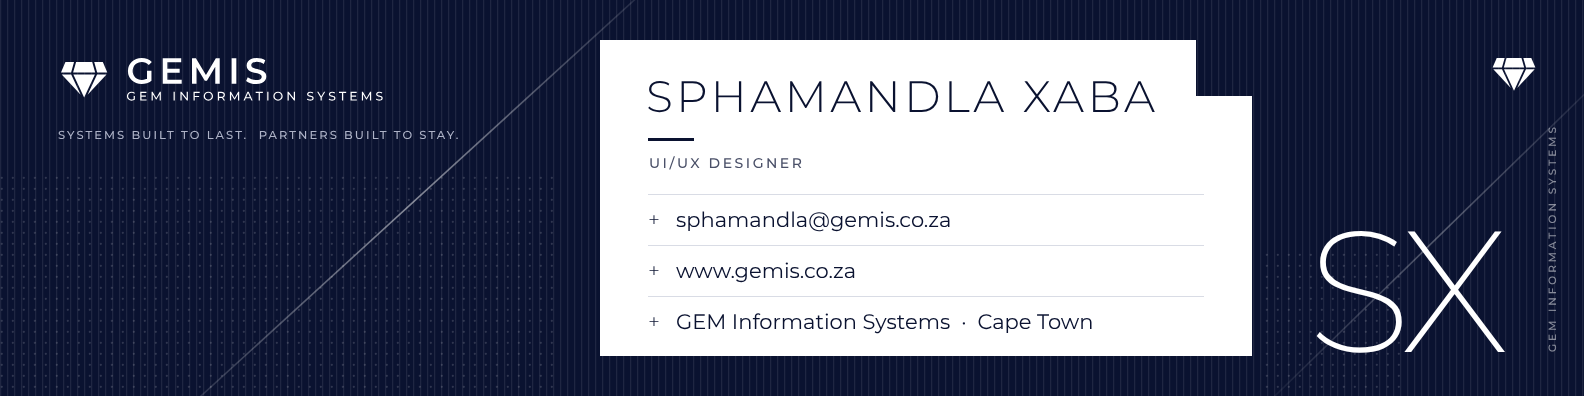 GEMIS
GEM INFORMATION SYSTEMS
SYSTEMS BUILT TO LAST. PARTNERS BUILT TO STAY.
SPHAMANDLA XABA
UI/UX DESIGNER
+ sphamandla@gemis.co.za
+ www.gemis.co.za
+ GEM Information Systems · Cape Town
SX
GEM INFORMATION SYSTEMS